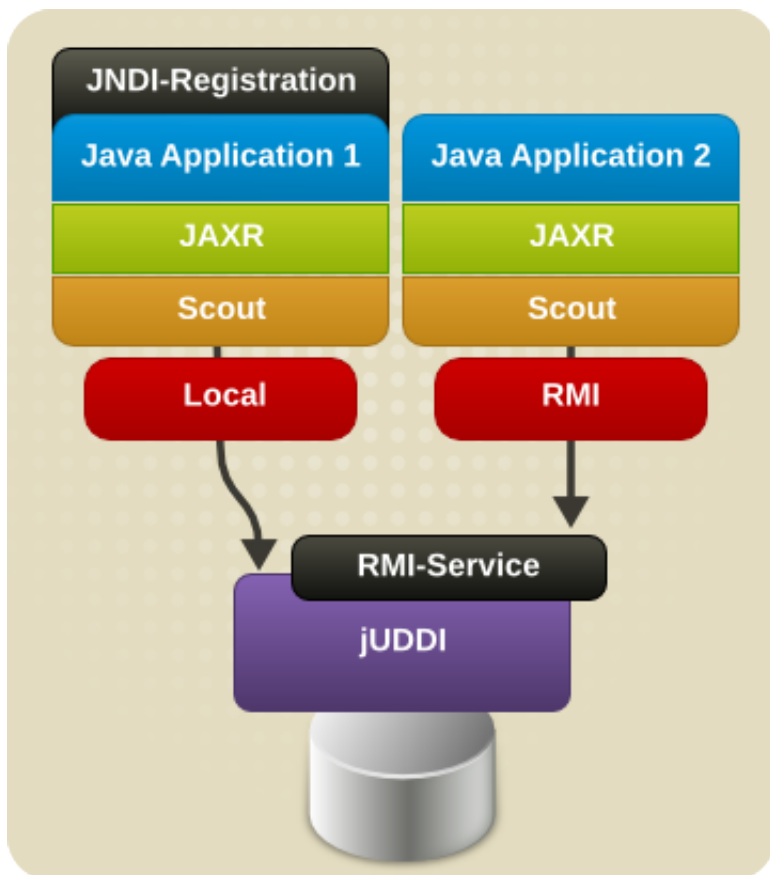 JNDI-Registration
Java Application 1
Java Application 2
JAXR
JAXR
Scout
Scout
Local
RMI
RMI-Service
jUDDI